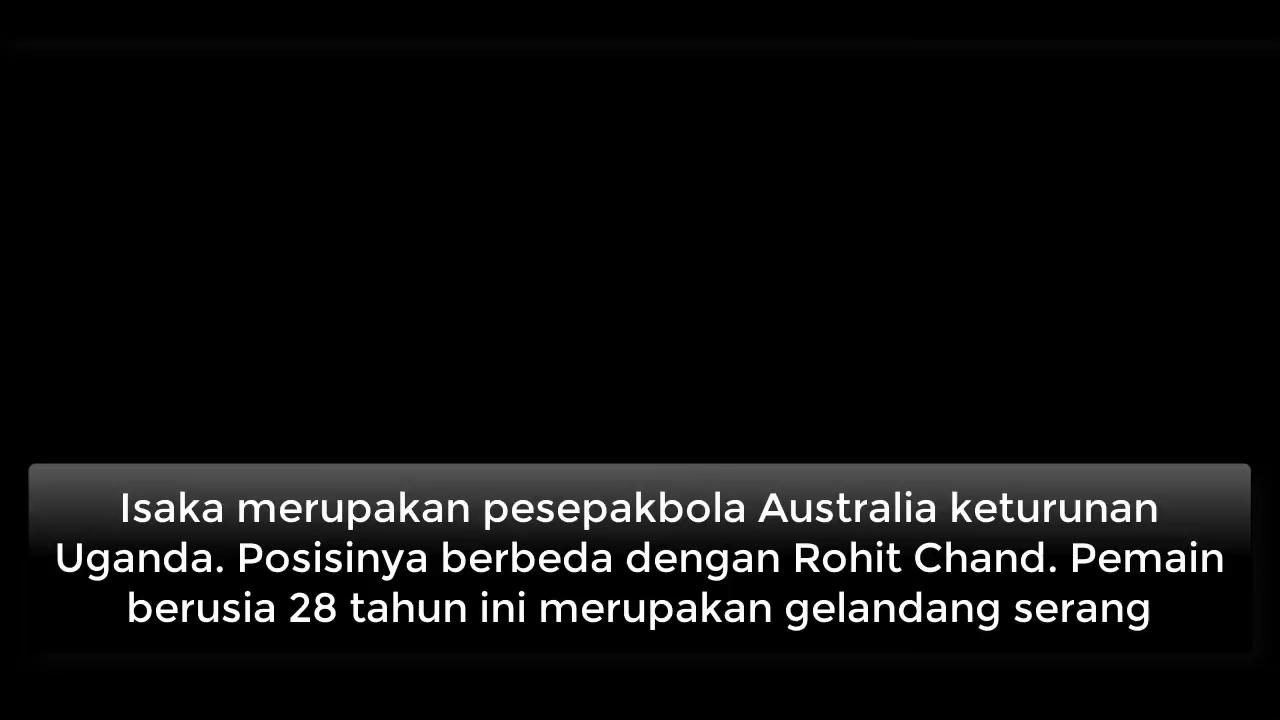 Isaka merupakan pesepakbola Australia keturunan
Uganda. Posisinya berbeda dengan Rohit Chand. Pemain
berusia 28 tahun ini merupakan gelandang serang